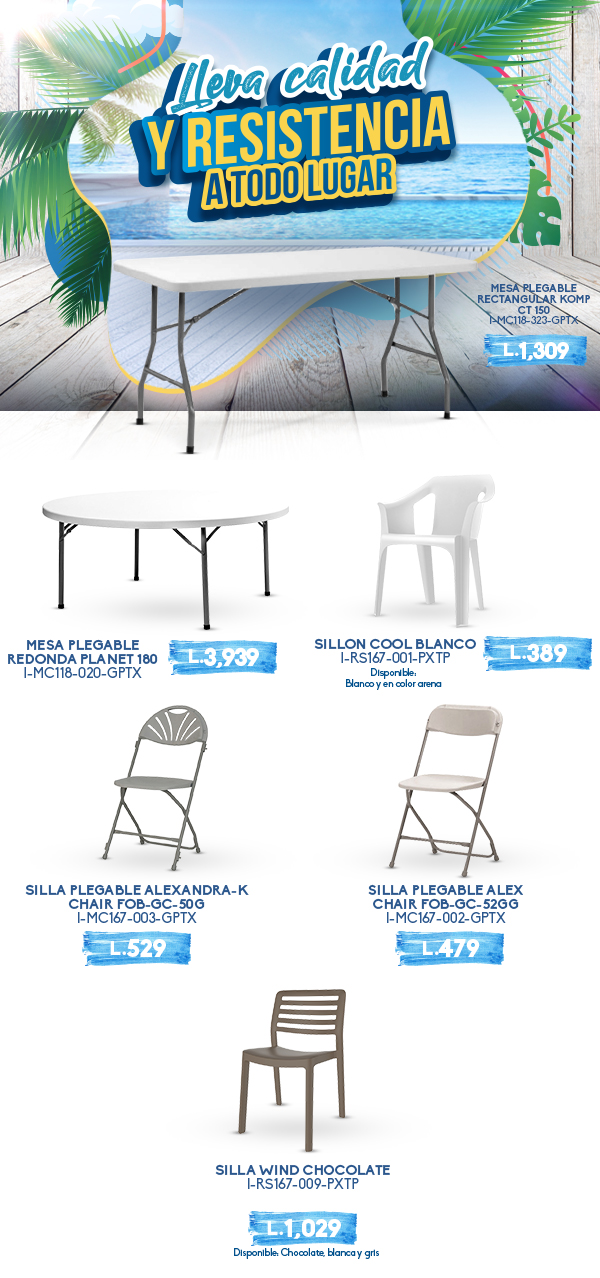 Lleva calidad
Y RESISTENCIA
A TODO LUGAR
MESA PLEGABLE
RECTANGULAR KOMP
CT 150
I-MC118-323-GPTX
L.1,309
MESA PLEGABLE
REDONDA PLANET 180
I-MC118-020-GPTX
L.3,939
SILLON COOL BLANCO
I-RS167-001-PXTP
Disponible:
Blanco y en color arena
L.389
SILLA PLEGABLE ALEXANDRA-K
CHAIR FOB-GC-50G
I-MC167-003-GPTX
L.529
SILLA PLEGABLE ALEX
CHAIR FOB-GC-52GG
I-MC167-002-GPTX
L.479
SILLA WIND CHOCOLATE
I-RS167-009-PXTP
L.1,029
Disponible: Chocolate, blanca y gris